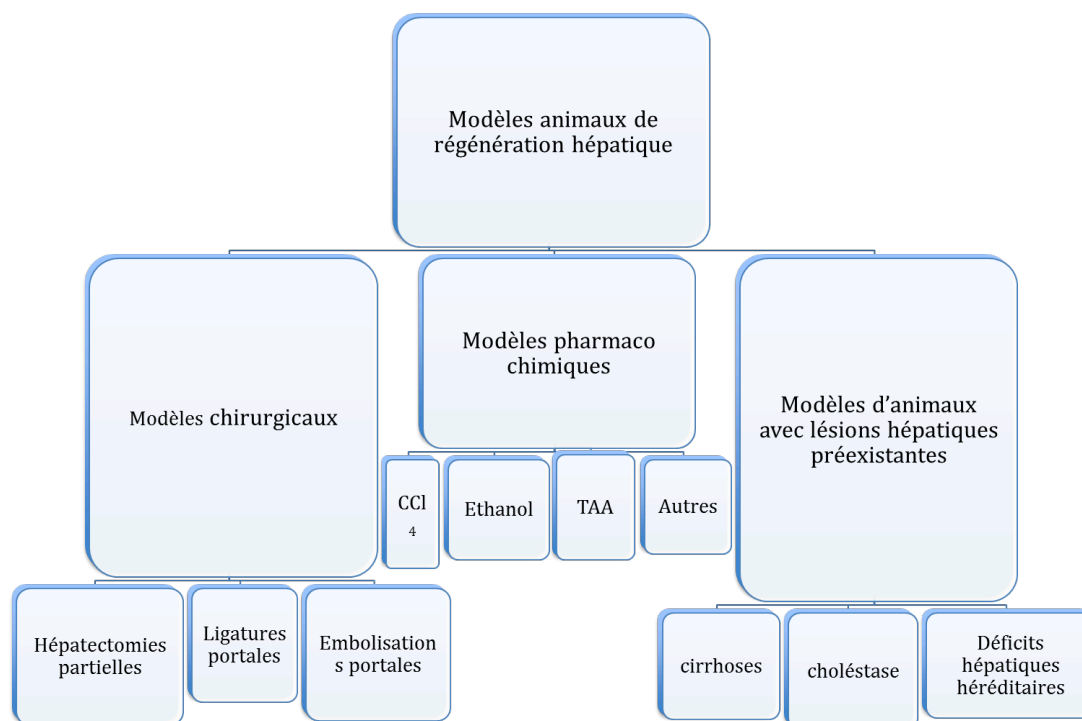 Modèles animaux de
régénération hépatique
Modèles chirurgicaux
Modèles pharmaco
chimiques
Modèles d'animaux
avec lésions hépatiques
préexistantes
CCl
4
Ethanol
TAA
Autres
Hépatectomies
partielles
Ligatures
portales
Embolisation
s portales
cirrhoses
choléstase
Déficits
hépatiques
héréditaires